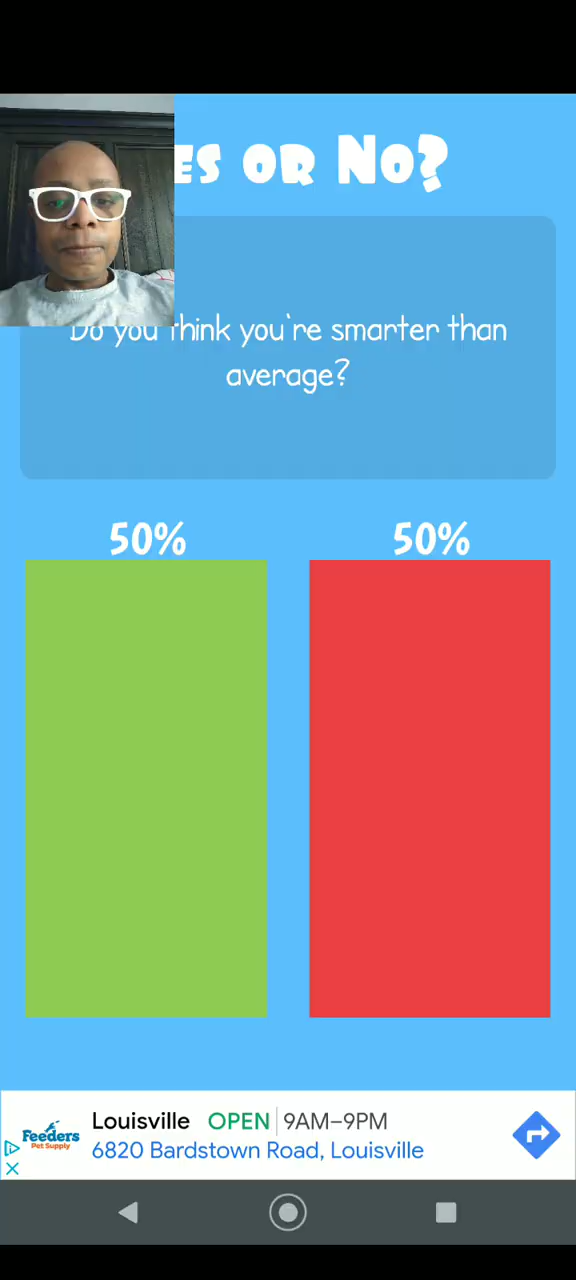 es or No?
Do you think you're smarter than
average?
50% 50%
Feeders
Pet Supply
Louisville OPEN 9AM–9PM
6820 Bardstown Road, Louisville